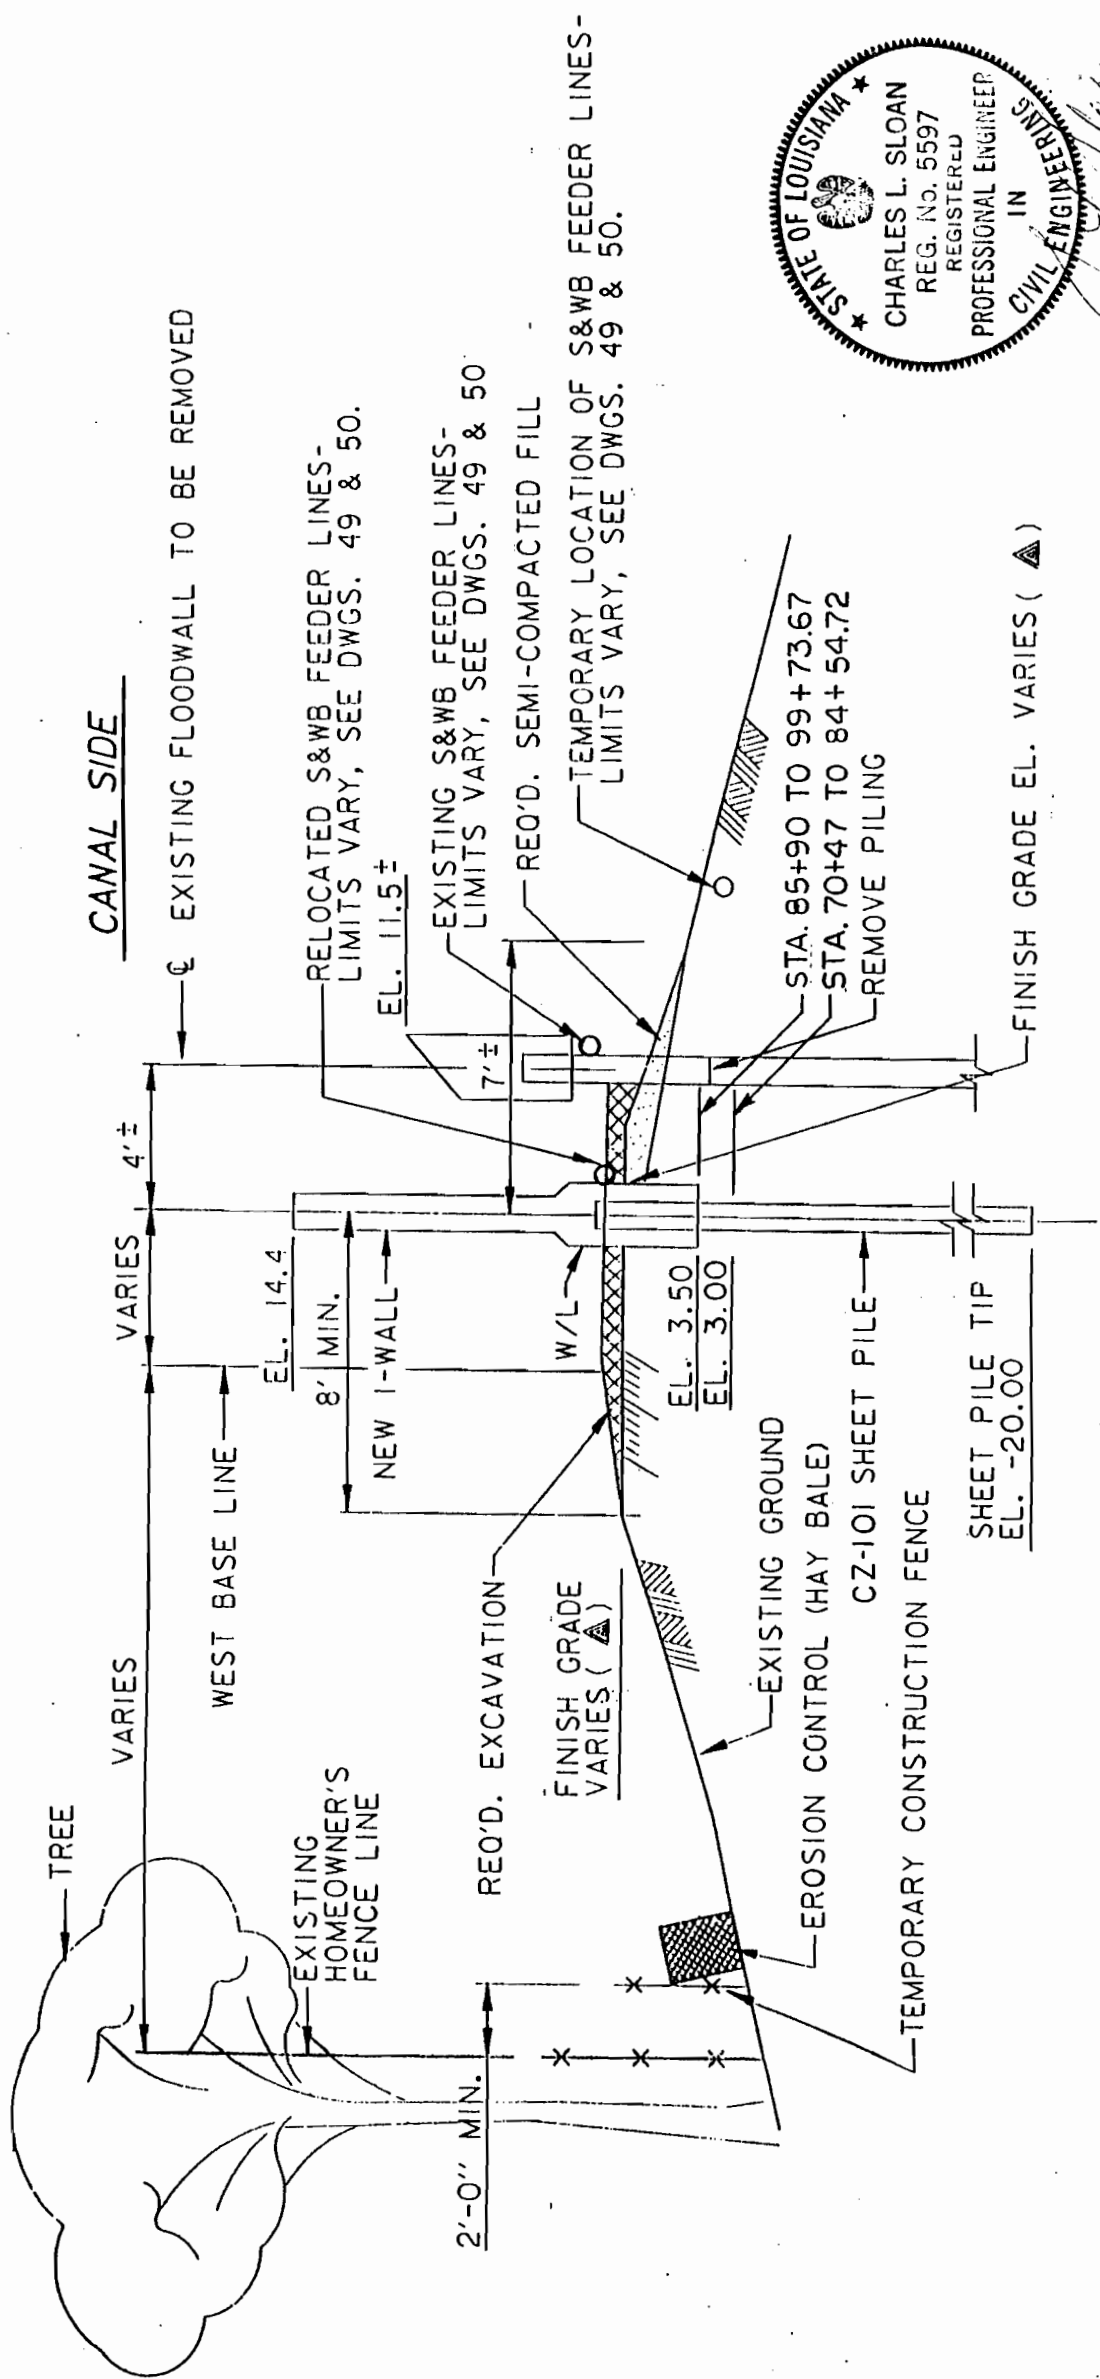 CANAL SIDE
℄ EXISTING FLOODWALL TO BE REMOVED
4'±
VARIES
VARIES
TREE
WEST BASE LINE
RELOCATED S&WB FEEDER LINES-
LIMITS VARY, SEE DWGS. 49 & 50.
EL. 11.5±
EL. 14.4
EXISTING
HOMEOWNER'S
FENCE LINE
8' MIN.
NEW I-WALL
EXISTING S&WB FEEDER LINES-
LIMITS VARY, SEE DWGS. 49 & 50
7'±
2'-0" MIN.
REQ'D. EXCAVATION
REQ'D. SEMI-COMPACTED FILL
W/L
FINISH GRADE
VARIES( )
TEMPORARY LOCATION OF S&WB FEEDER LINES-
LIMITS VARY, SEE DWGS. 49 & 50.
EL. 3.50
EL. 3.00
STA. 85+90 TO 99+73.67
STA. 70+47 TO 84+54.72
REMOVE PILING
EXISTING GROUND
EROSION CONTROL (HAY BALE)
CZ-101 SHEET PILE
TEMPORARY CONSTRUCTION FENCE
SHEET PILE TIP
EL. -20.00
FINISH GRADE EL. VARIES( )
★ STATE OF LOUISIANA ★
CHARLES L. SLOAN
REG. No. 5597
REGISTERED
PROFESSIONAL ENGINEER
IN
CIVIL ENGINEERING